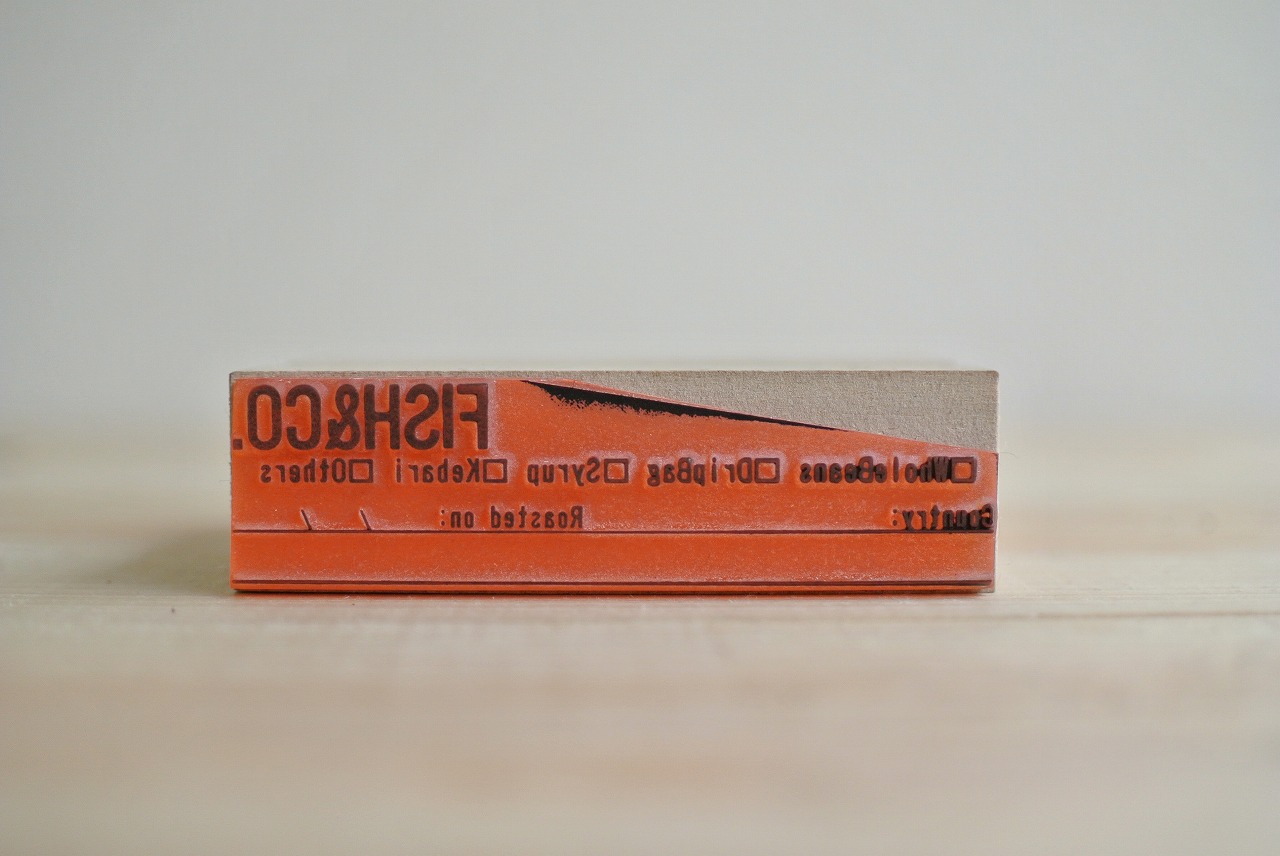 FISH&CO.
□WholeBeans □DripBag □Syrup □Kebari □Others
Country: Roasted on: / /